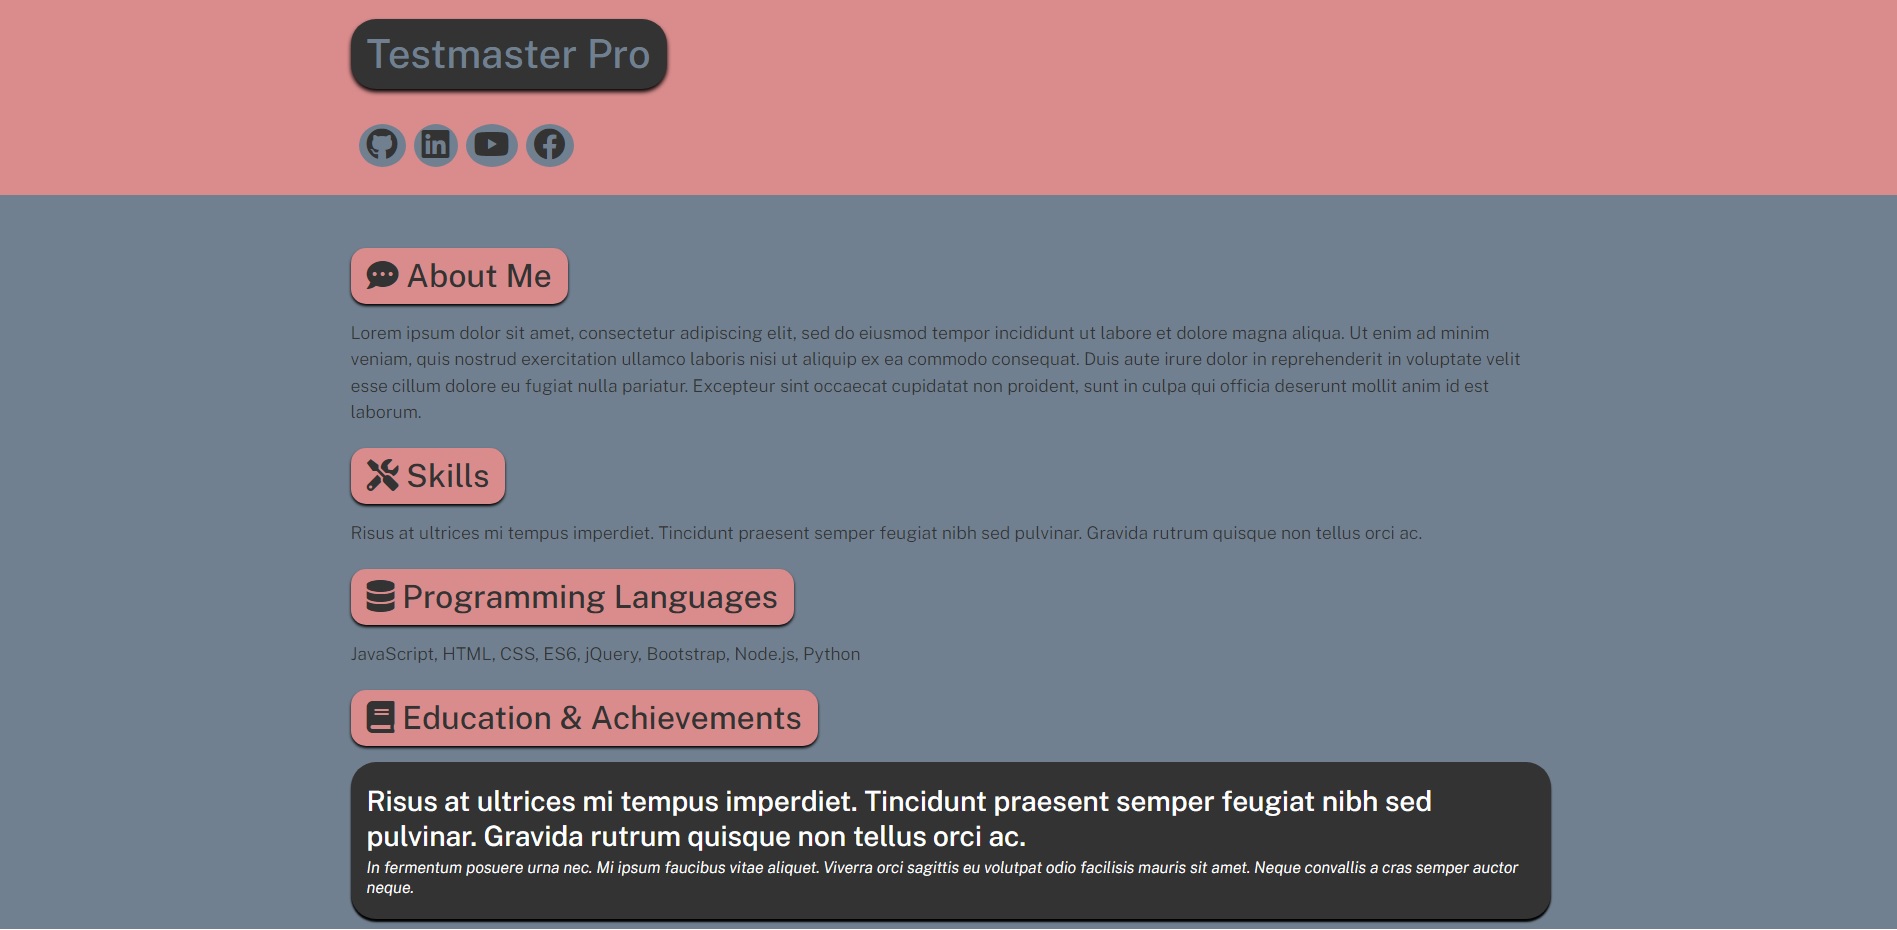 Testmaster Pro
About Me
Lorem ipsum dolor sit amet, consectetur adipiscing elit, sed do eiusmod tempor incididunt ut labore et dolore magna aliqua. Ut enim ad minim
veniam, quis nostrud exercitation ullamco laboris nisi ut aliquip ex ea commodo consequat. Duis aute irure dolor in reprehenderit in voluptate velit
esse cillum dolore eu fugiat nulla pariatur. Excepteur sint occaecat cupidatat non proident, sunt in culpa qui officia deserunt mollit anim id est
laborum.
Skills
Risus at ultrices mi tempus imperdiet. Tincidunt praesent semper feugiat nibh sed pulvinar. Gravida rutrum quisque non tellus orci ac.
Programming Languages
JavaScript, HTML, CSS, ES6, jQuery, Bootstrap, Node.js, Python
Education & Achievements
Risus at ultrices mi tempus imperdiet. Tincidunt praesent semper feugiat nibh sed
pulvinar. Gravida rutrum quisque non tellus orci ac.
In fermentum posuere urna nec. Mi ipsum faucibus vitae aliquet. Viverra orci sagittis eu volutpat odio facilisis mauris sit amet. Neque convallis a cras semper auctor
neque.